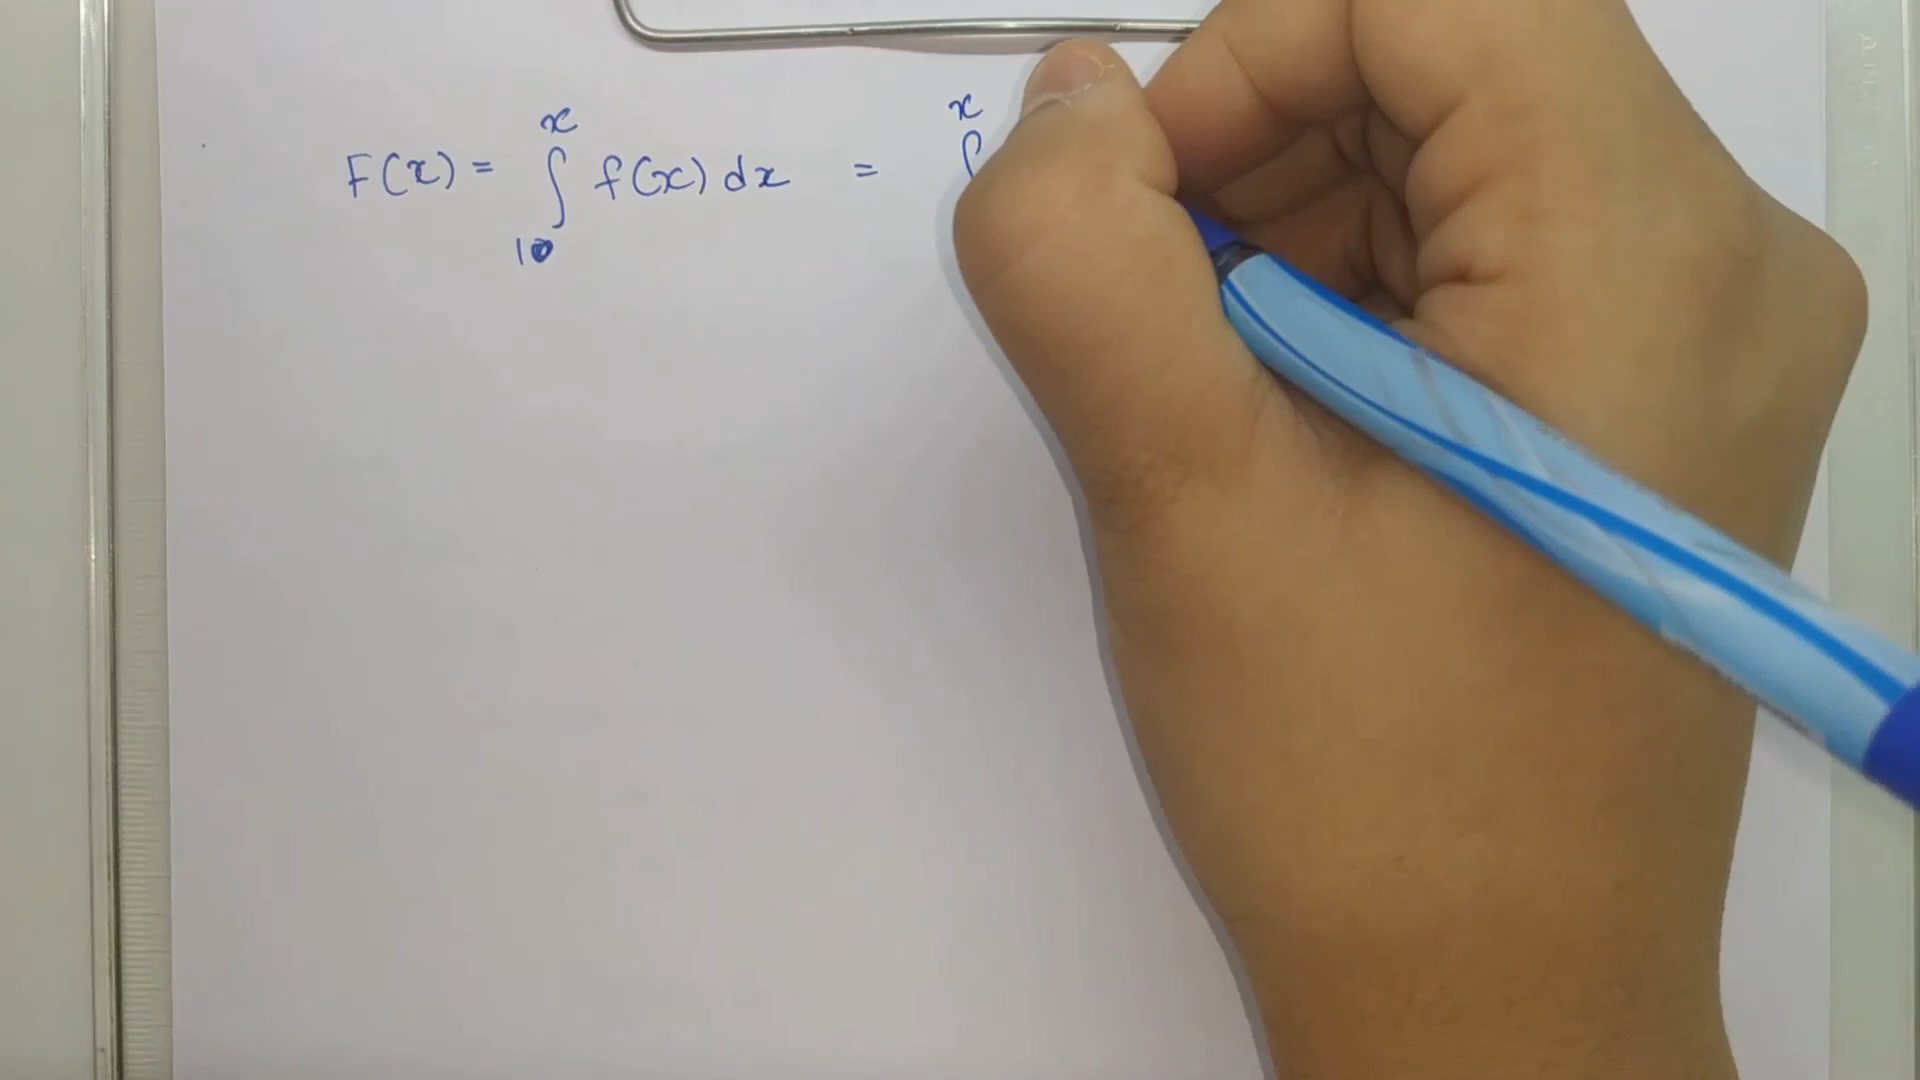 F(x) = ∫₁₀ˣ f(x) dx = ∫ˣ